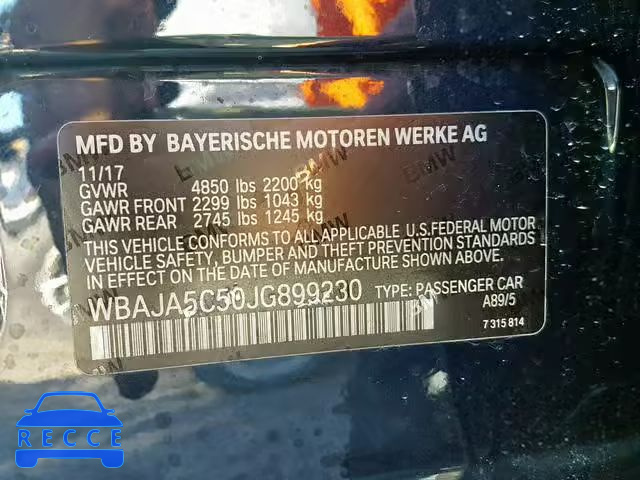 MFD BY BAYERISCHE MOTOREN WERKE AG
11/17
GVWR 4850 lbs 2200 kg
GAWR FRONT 2299 lbs 1043 kg
GAWR REAR 2745 lbs 1245 kg
THIS VEHICLE CONFORMS TO ALL APPLICABLE U.S.FEDERAL MOTOR
VEHICLE SAFETY, BUMPER AND THEFT PREVENTION STANDARDS
IN EFFECT ON THE DATE OF MANUFACTURE SHOWN ABOVE.
WBAJA5C50JG899230 TYPE: PASSENGER CAR
A89/5
7 315 814
BMW
RECCE